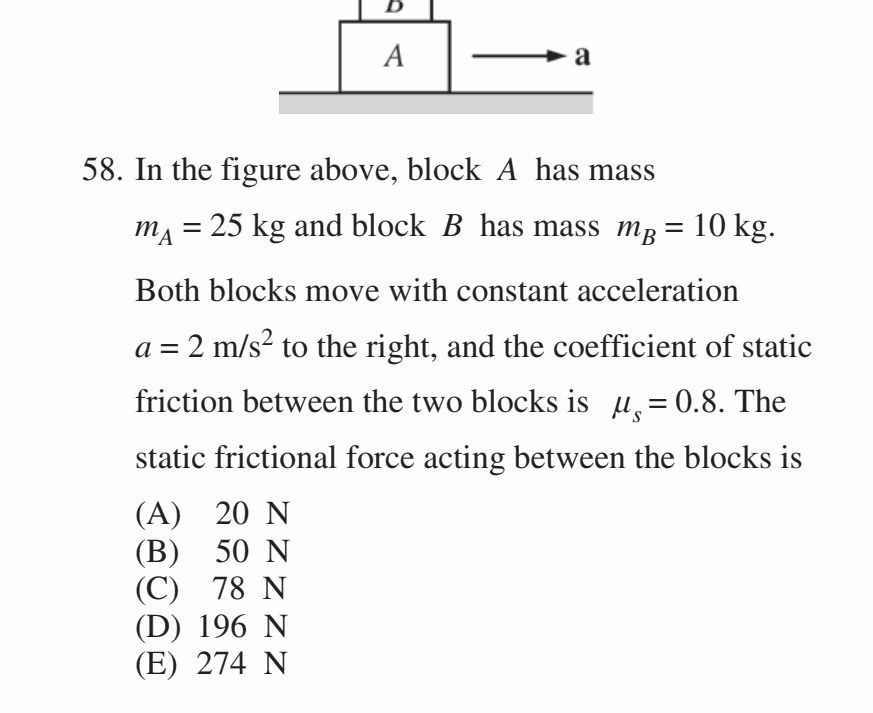 B
A
a
58. In the figure above, block A has mass
m_A = 25 kg and block B has mass m_B = 10 kg.
Both blocks move with constant acceleration
a = 2 m/s² to the right, and the coefficient of static
friction between the two blocks is μ_s = 0.8. The
static frictional force acting between the blocks is
(A) 20 N
(B) 50 N
(C) 78 N
(D) 196 N
(E) 274 N